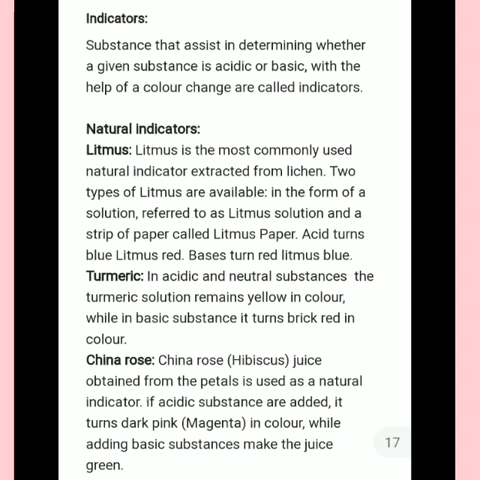 Indicators:
Substance that assist in determining whether
a given substance is acidic or basic, with the
help of a colour change are called indicators.
Natural indicators:
Litmus: Litmus is the most commonly used
natural indicator extracted from lichen. Two
types of Litmus are available: in the form of a
solution, referred to as Litmus solution and a
strip of paper called Litmus Paper. Acid turns
blue Litmus red. Bases turn red litmus blue.
Turmeric: In acidic and neutral substances the
turmeric solution remains yellow in colour,
while in basic substance it turns brick red in
colour.
China rose: China rose (Hibiscus) juice
obtained from the petals is used as a natural
indicator. if acidic substance are added, it
turns dark pink (Magenta) in colour, while
adding basic substances make the juice
green.
17